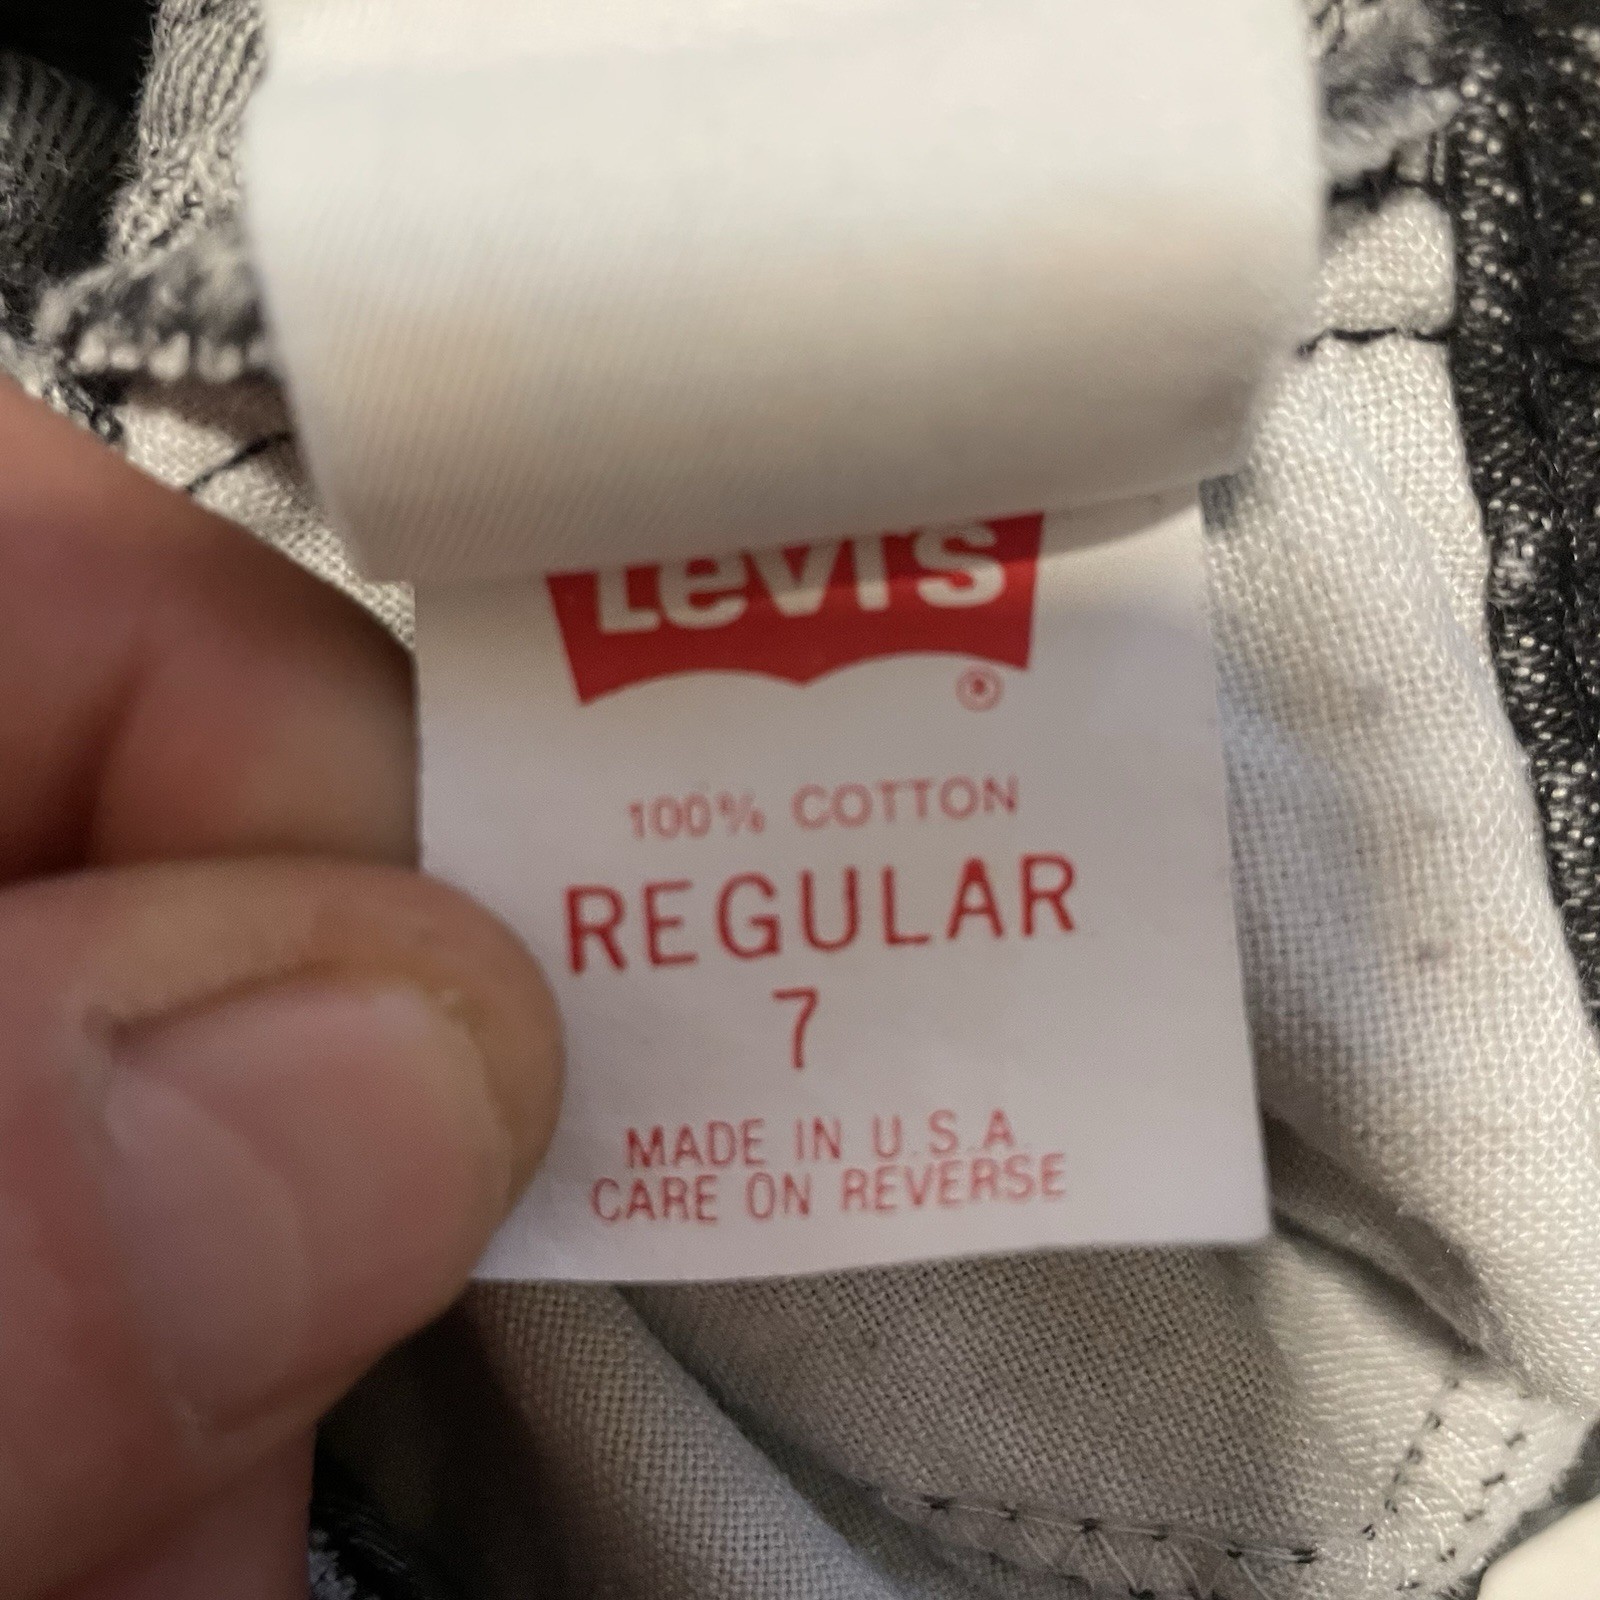 Levi's
®
100% COTTON
REGULAR
7
MADE IN U.S.A.
CARE ON REVERSE